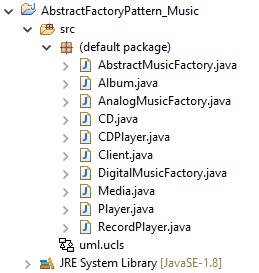 AbstractFactoryPattern_Music
src
(default package)
AbstractMusicFactory.java
Album.java
AnalogMusicFactory.java
CD.java
CDPlayer.java
Client.java
DigitalMusicFactory.java
Media.java
Player.java
RecordPlayer.java
uml.ucls
JRE System Library [JavaSE-1.8]